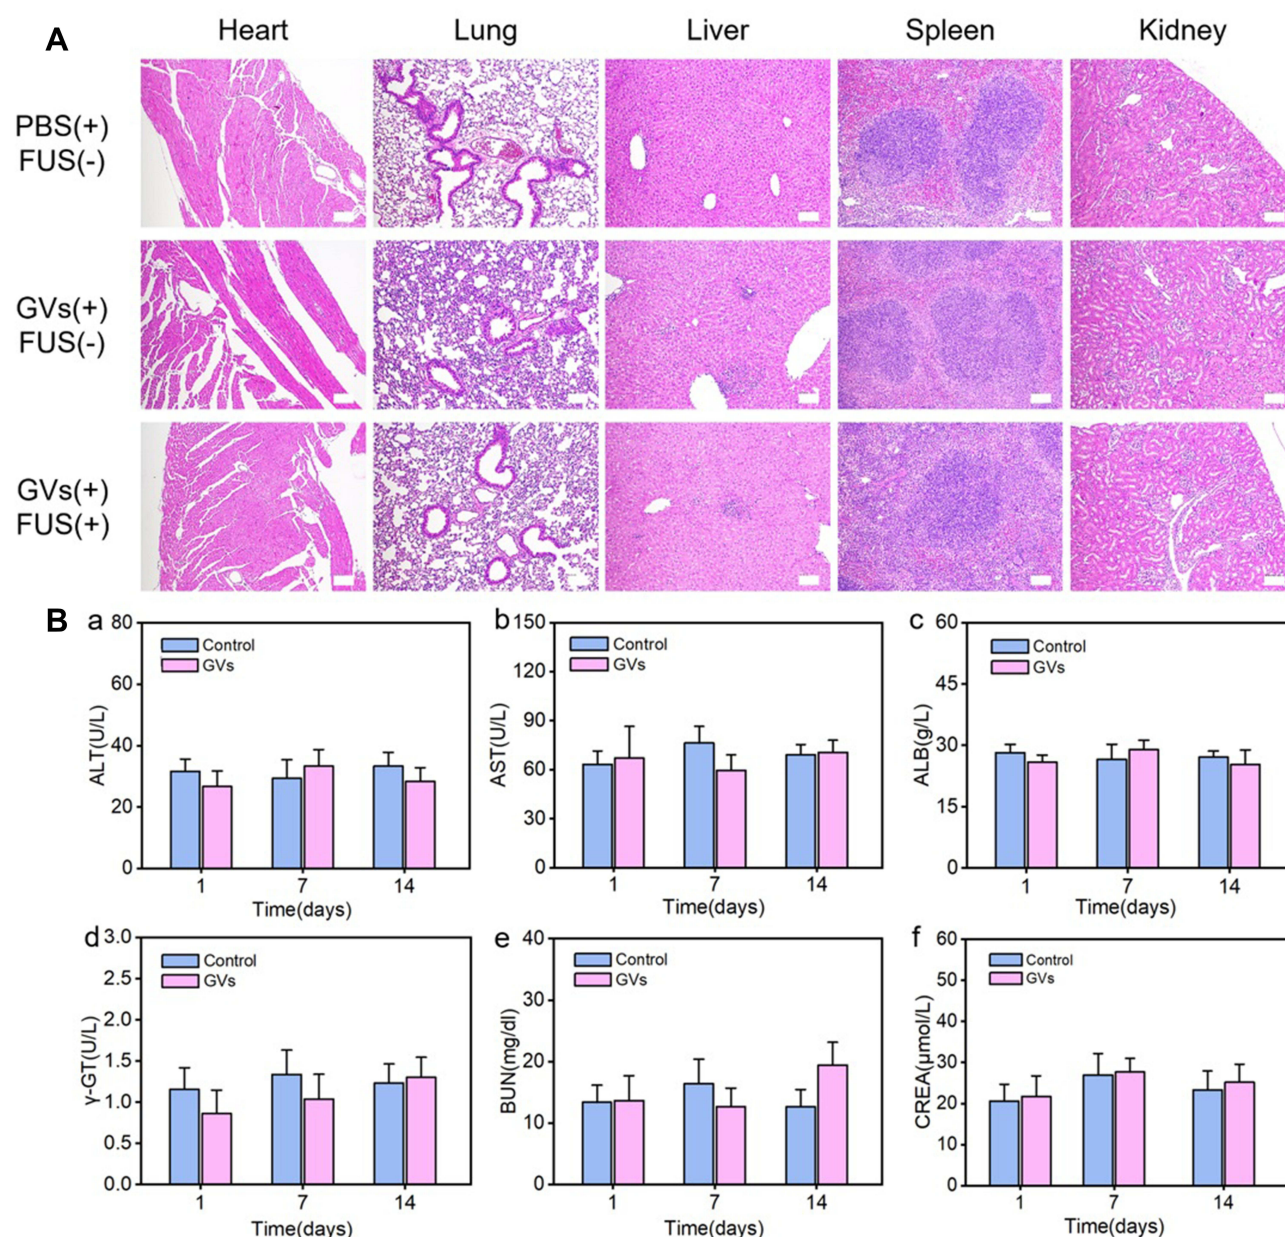 A
Heart
Lung
Liver
Spleen
Kidney
PBS(+)
FUS(-)
GVs(+)
FUS(-)
GVs(+)
FUS(+)
B
a
80
60
40
20
0
ALT(U/L)
Control
GVs
1
7
14
Time(days)
b
150
120
90
60
30
0
AST(U/L)
Control
GVs
1
7
14
Time(days)
c
60
45
30
15
0
ALB(g/L)
Control
GVs
1
7
14
Time(days)
d
3.0
2.5
2.0
1.5
1.0
0.5
0.0
γ-GT(U/L)
Control
GVs
1
7
14
Time(days)
e
40
30
20
10
0
BUN(mg/dl)
Control
GVs
1
7
14
Time(days)
f
60
50
40
30
20
10
0
CREA(μmol/L)
Control
GVs
1
7
14
Time(days)